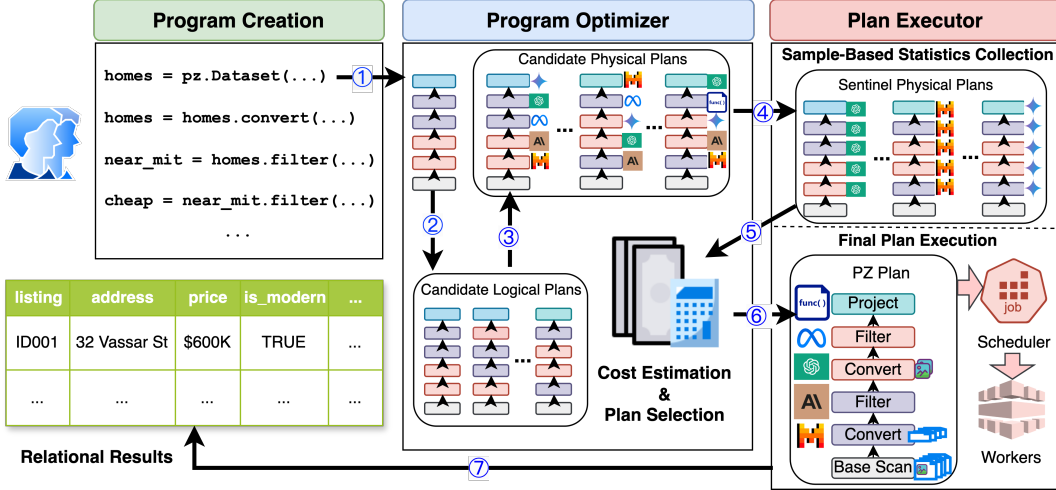 Program Creation
homes = pz.Dataset(...)
homes = homes.convert(...)
near_mit = homes.filter(...)
cheap = near_mit.filter(...)
...
①
Program Optimizer
Candidate Physical Plans
func()
...
...
②
③
Candidate Logical Plans
...
Cost Estimation
&
Plan Selection
④
⑤
⑥
Plan Executor
Sample-Based Statistics Collection
Sentinel Physical Plans
...
...
Final Plan Execution
PZ Plan
func()
Project
Filter
Convert
Filter
Convert
Base Scan
job
Scheduler
Workers
listing address price is_modern ...
ID001 32 Vassar St $600K TRUE ...
... ... ... ... ...
Relational Results
⑦